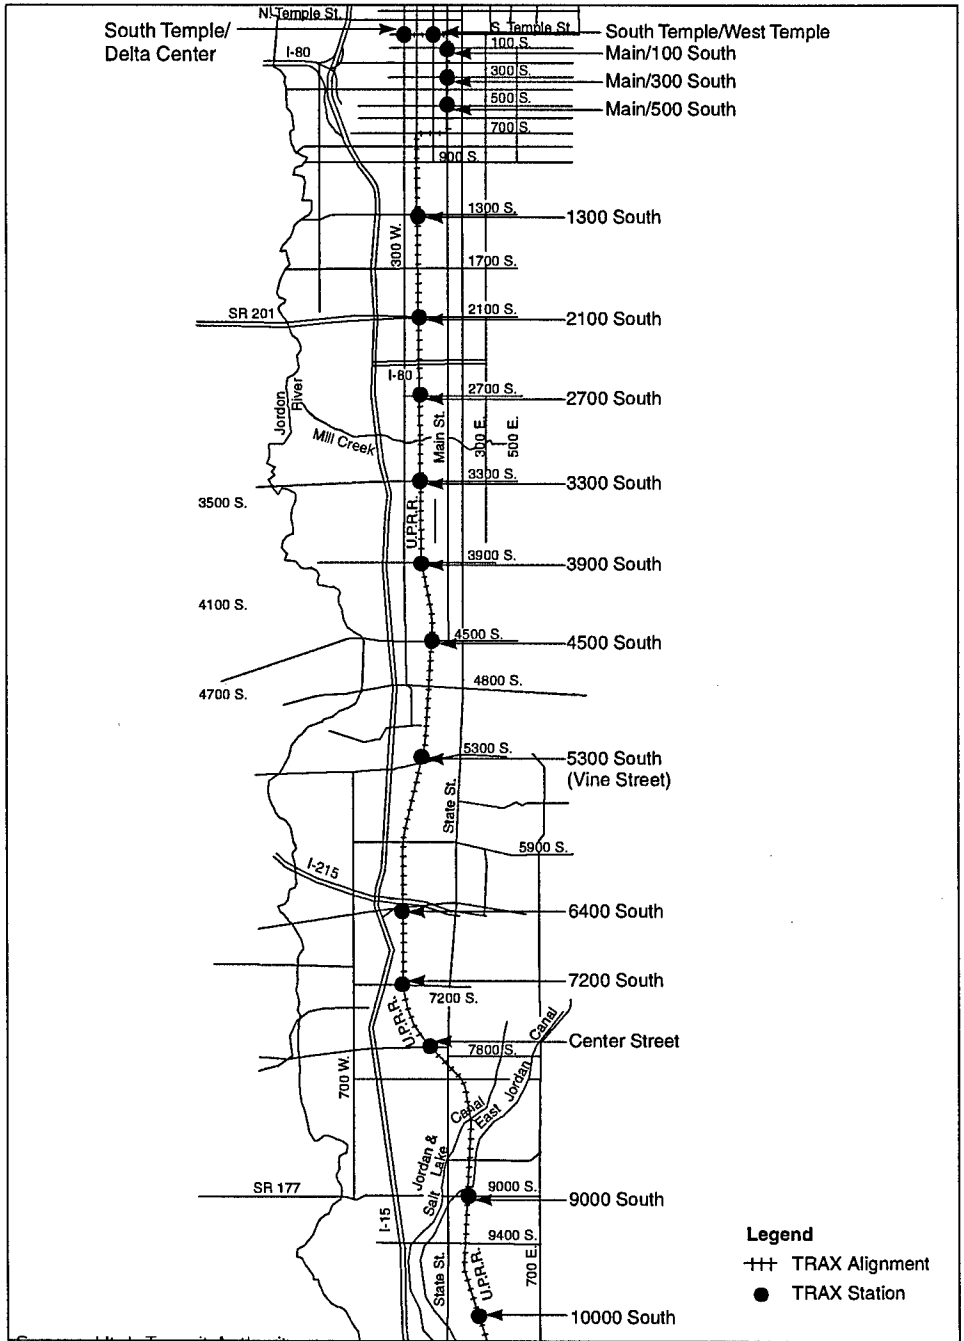 N. Temple St.
South Temple/
Delta Center
S. Temple St.
South Temple/West Temple
I-80
100 S.
Main/100 South
300 S.
Main/300 South
500 S.
Main/500 South
700 S.
900 S.
1300 S.
1300 South
300 W.
1700 S.
SR 201
2100 S.
2100 South
I-80
2700 S.
2700 South
Jordon
River
Mill Creek
Main St.
300 E.
500 E.
3300 S.
3300 South
3500 S.
U.P.R.R.
3900 S.
3900 South
4100 S.
4500 S.
4500 South
4700 S.
4800 S.
5300 S.
5300 South
(Vine Street)
State St.
5900 S.
I-215
6400 South
7200 South
7200 S.
U.P.R.R.
Canal
Center Street
7800 S.
700 W.
East Jordan
Canal
Jordan &
Salt Lake
SR 177
9000 S.
9000 South
I-15
9400 S.
State St.
U.P.R.R.
700 E.
Legend
TRAX Alignment
TRAX Station
10000 South